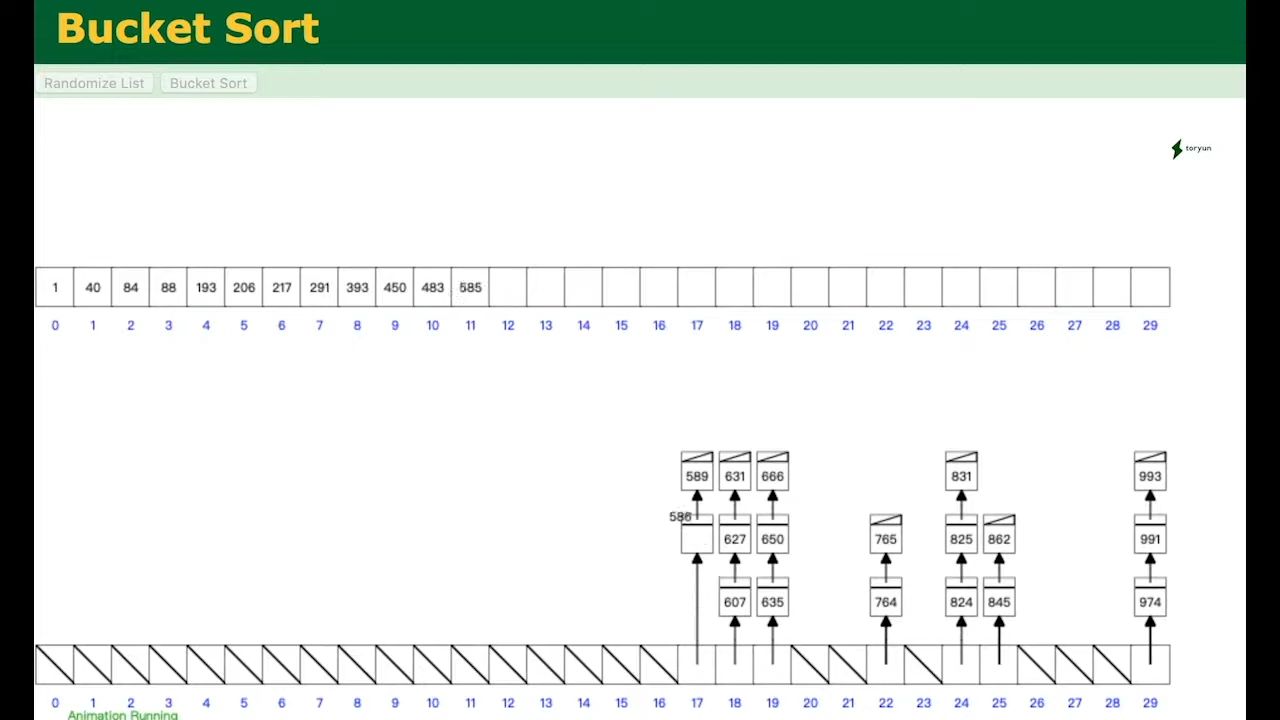 Bucket Sort
Randomize List Bucket Sort
toryun
1 40 84 88 193 206 217 291 393 450 483 585
0 1 2 3 4 5 6 7 8 9 10 11 12 13 14 15 16 17 18 19 20 21 22 23 24 25 26 27 28 29
589 631 666 831 993
586
627 650 765 825 862 991
607 635 764 824 845 974
0 1 2 3 4 5 6 7 8 9 10 11 12 13 14 15 16 17 18 19 20 21 22 23 24 25 26 27 28 29
Animation Running